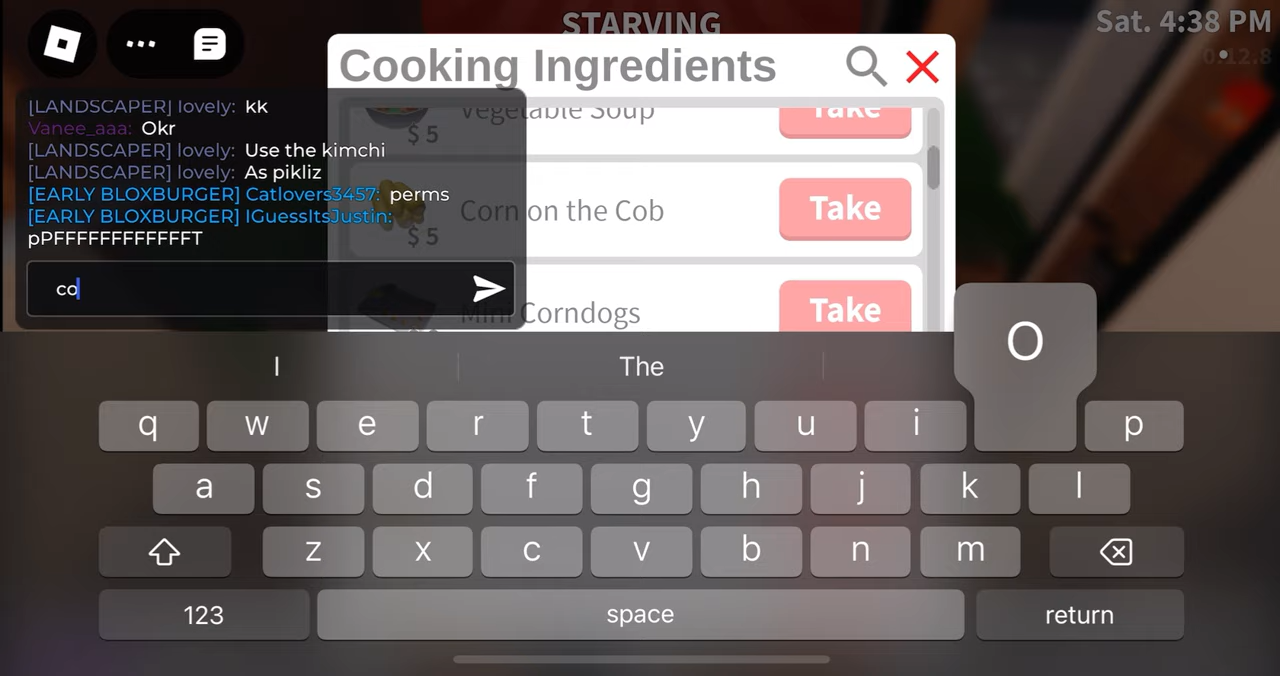 STARVING
Sat. 4:38 PM
Cooking Ingredients
[LANDSCAPER] lovely: kk
Vanee_aaa: Okr
[LANDSCAPER] lovely: Use the kimchi
[LANDSCAPER] lovely: As pikliz
[EARLY BLOXBURGER] Catlovers3457: perms
[EARLY BLOXBURGER] IGuessItsJustin:
pPFFFFFFFFFFFFT
co
Vegetable Soup
$ 5
Take
Corn on the Cob
$ 5
Take
Mini Corndogs
Take
I The
O
q w e r t y u i p
a s d f g h j k l
z x c v b n m
123 space return